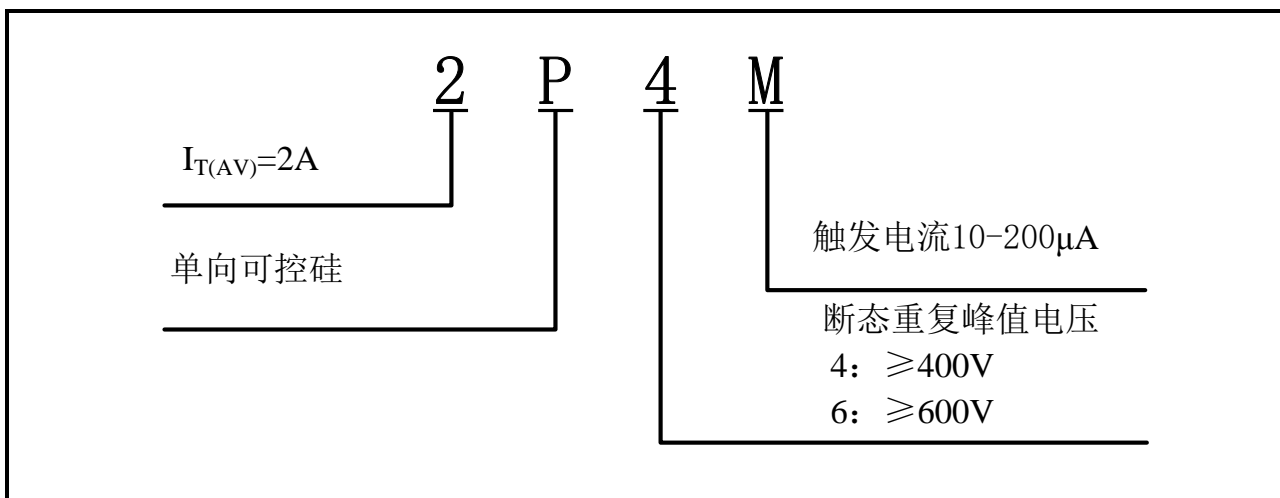 2 P 4 M
I_T(AV)=2A
单向可控硅
触发电流10-200μA
断态重复峰值电压
4：≥400V
6：≥600V